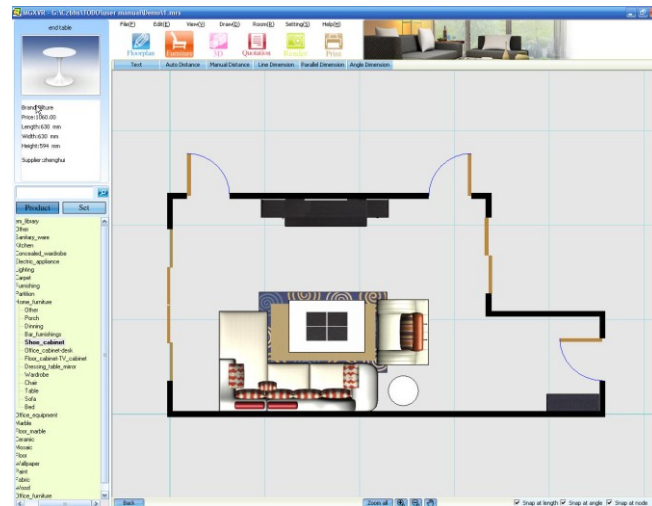 end table
Price:1060.00
Length:630 mm
Width:630 mm
Height:594 mm
Supplier:zhenghui
Product Set
Other
Sanitary_ware
Kitchen
Concealed_wardrobe
Electric_appliance
Lighting
Carpet
Furnishing
Partition
Home_furniture
Other
Porch
Dinning
Bar_furnishings
Shoe_cabinet
Office_cabinet-desk
Floor_cabinet-TV_cabinet
Dressing_table_mirror
Wardrobe
Chair
Table
Sofa
Bed
Office_equipment
Marble
Floor_marble
Ceramic
Mosaic
Floor
Wallpaper
Paint
Fabric
Wood
Office_furniture
File(F) Edit(E) View(V) Draw(D) Room(R) Setting(S) Help(H)
Floorplan Furniture 3D Quotation Render Print
Text Auto Distance Manual Distance Line Dimension Parallel Dimension Angle Dimension
Back Zoom all Snap at length Snap at angle Snap at node